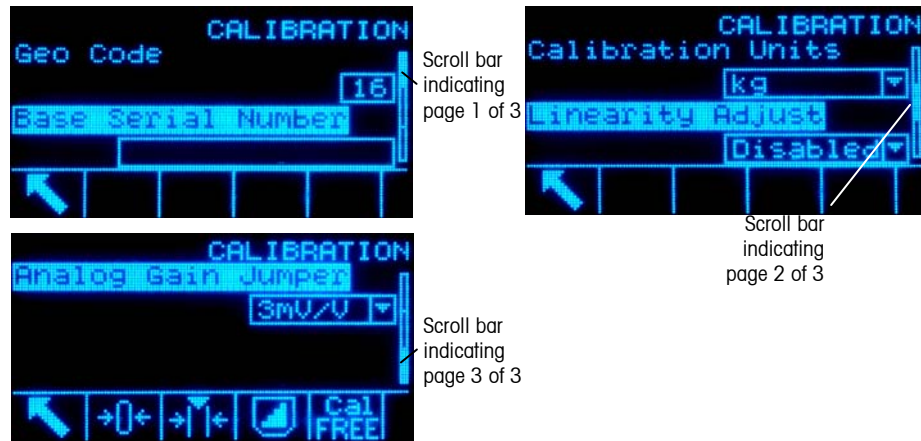 CALIBRATION
Geo Code
16
Base Serial Number
Scroll bar
indicating
page 1 of 3
CALIBRATION
Calibration Units
kg
Linearity Adjust
Disabled
Scroll bar
indicating
page 2 of 3
CALIBRATION
Analog Gain Jumper
3mV/V
Cal
FREE
Scroll bar
indicating
page 3 of 3